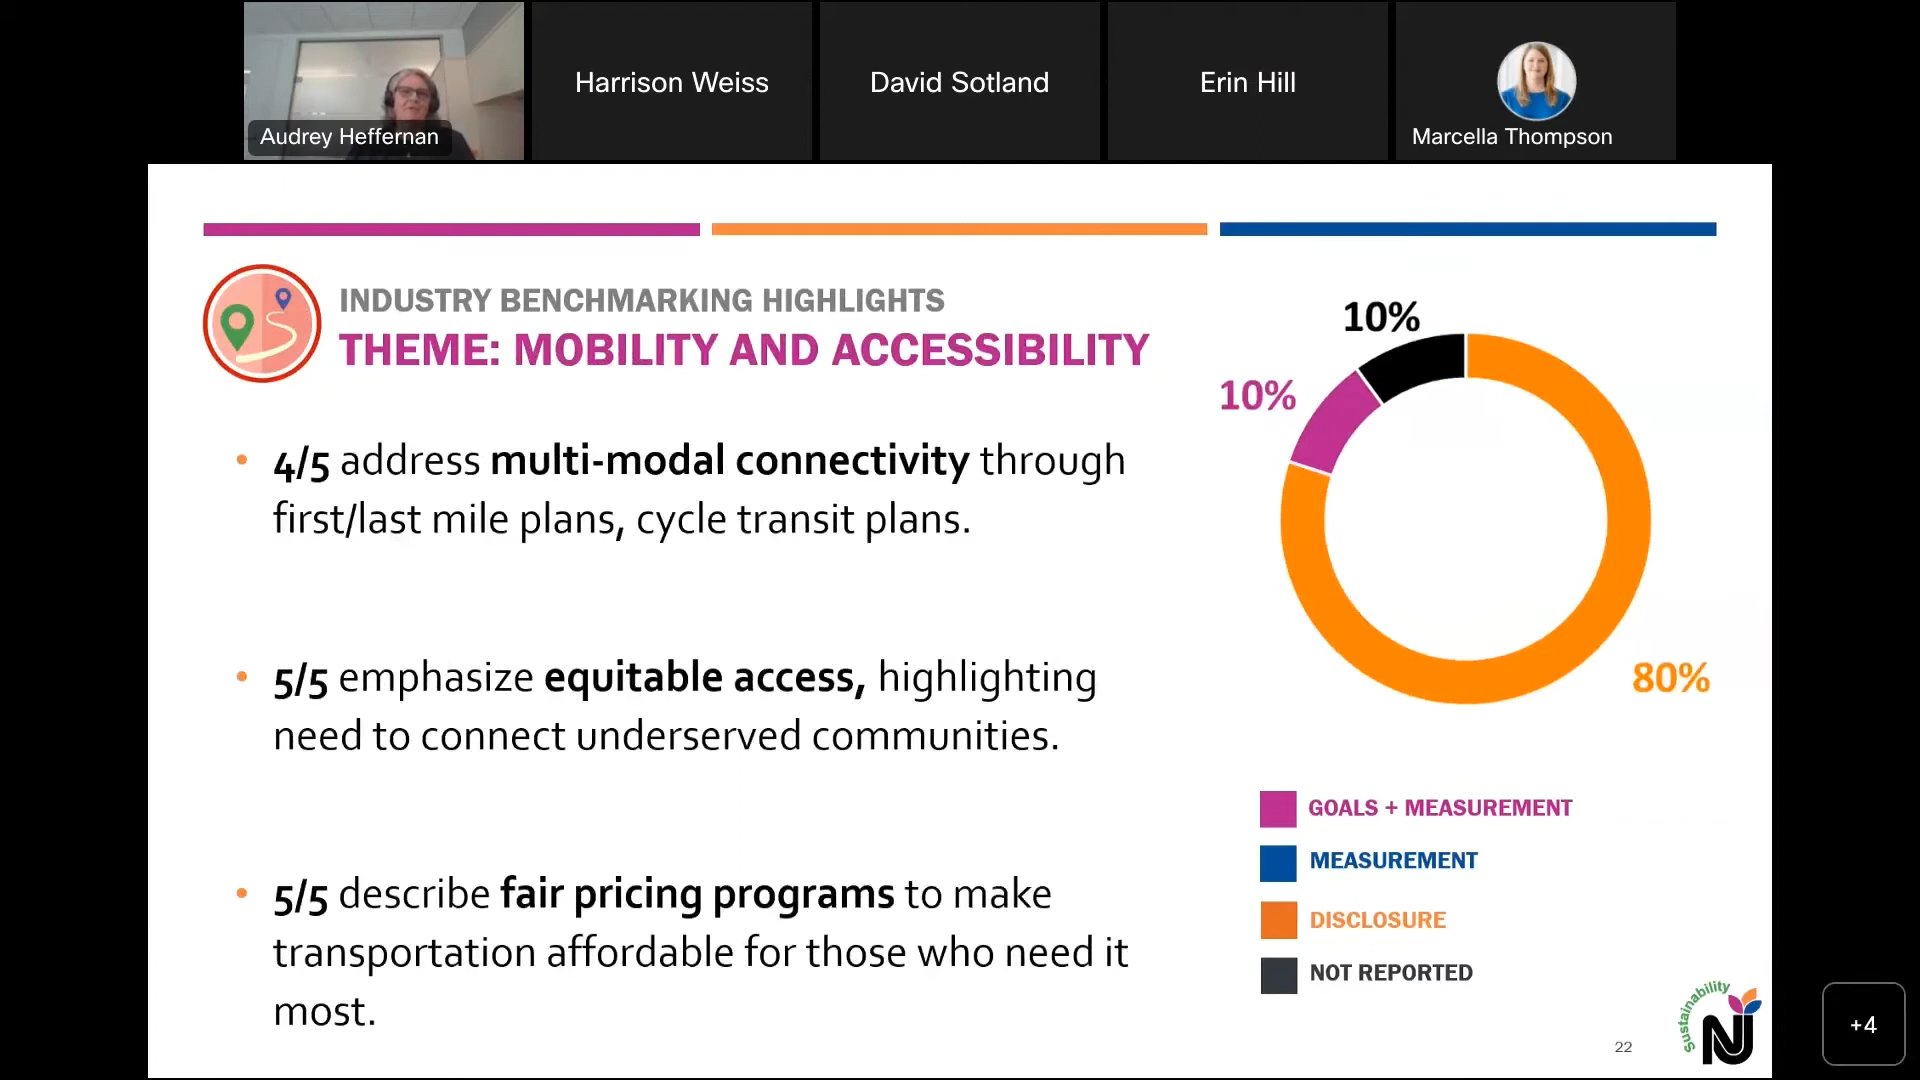 Harrison Weiss
David Sotland
Erin Hill
Audrey Heffernan
Marcella Thompson
INDUSTRY BENCHMARKING HIGHLIGHTS
THEME: MOBILITY AND ACCESSIBILITY
• 4/5 address multi-modal connectivity through
first/last mile plans, cycle transit plans.
• 5/5 emphasize equitable access, highlighting
need to connect underserved communities.
• 5/5 describe fair pricing programs to make
transportation affordable for those who need it
most.
10%
10%
80%
GOALS + MEASUREMENT
MEASUREMENT
DISCLOSURE
NOT REPORTED
22
Sustainability
NJ
+4